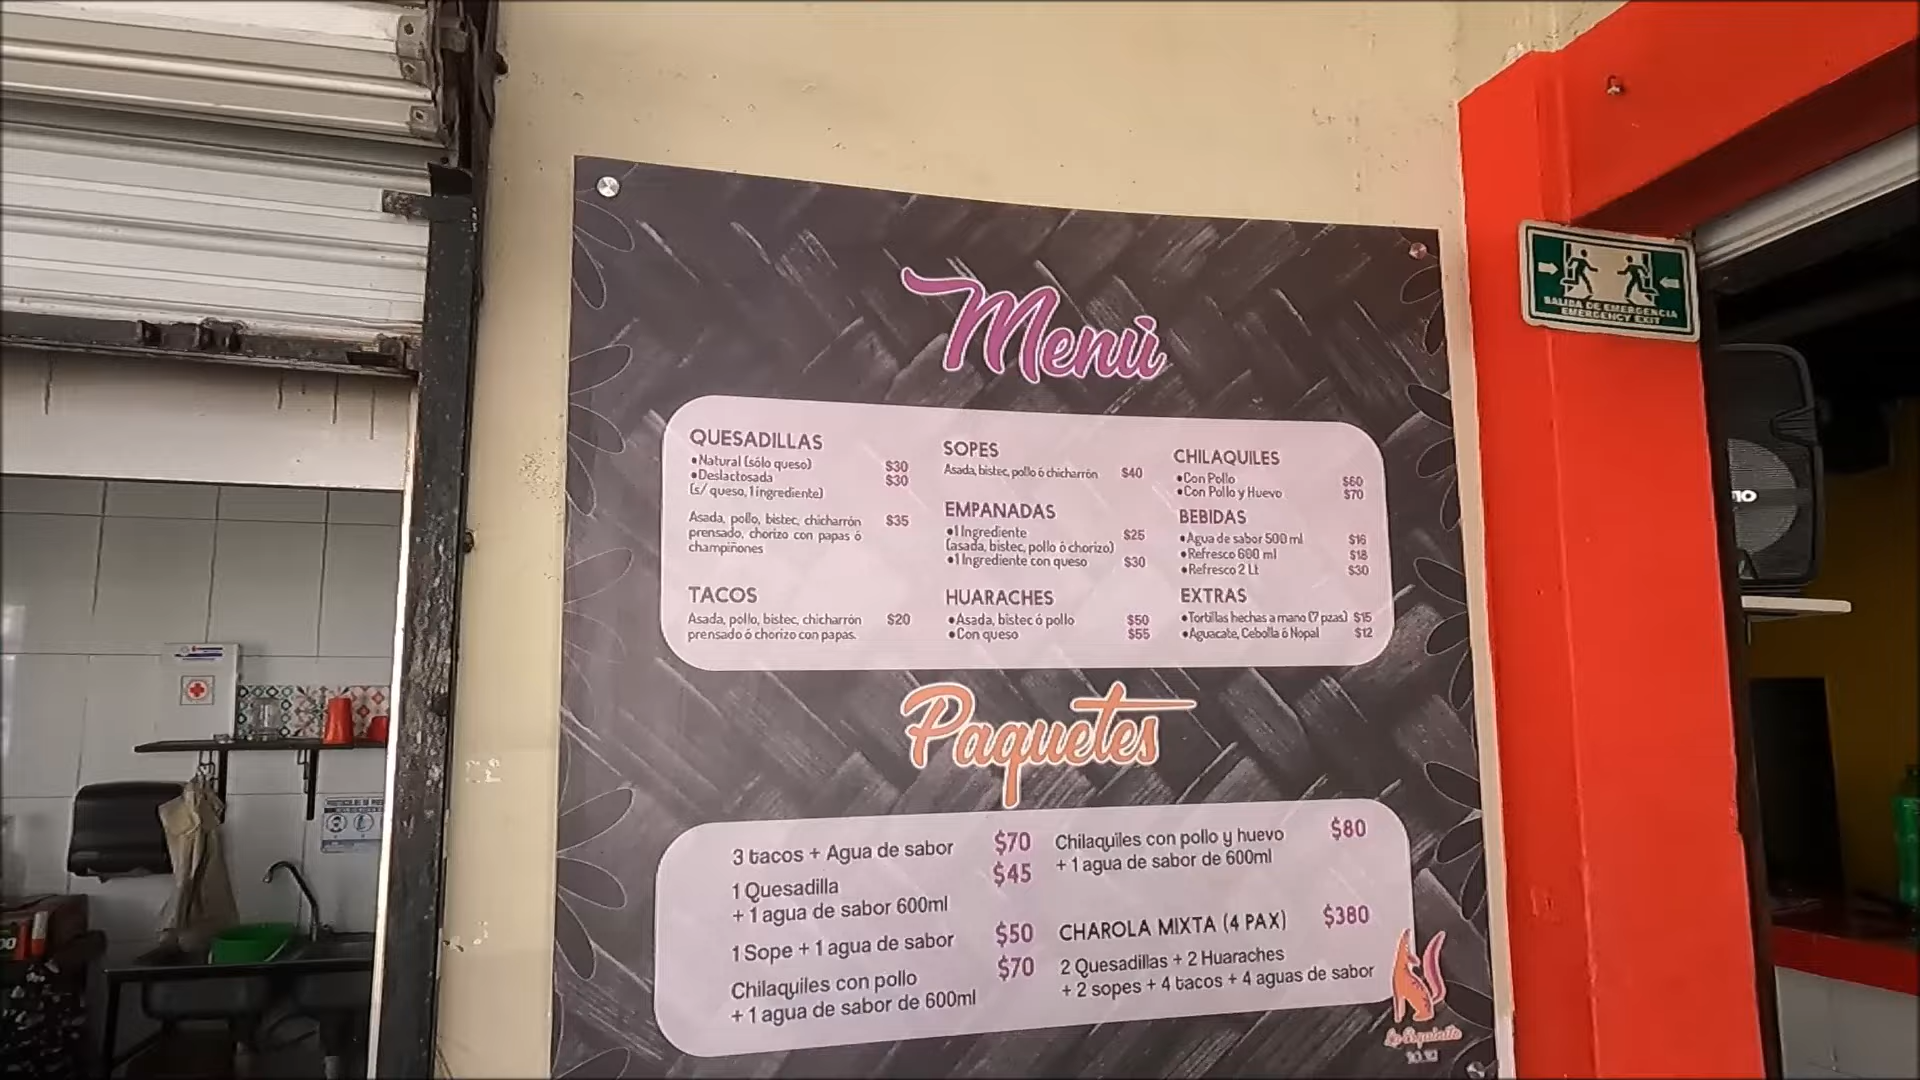 SALIDA DE EMERGENCIA
EMERGENCY EXIT
Menú
QUESADILLAS
•Natural (sólo queso) $30
•Deslactosada $30
(s/ queso, 1 ingrediente)
Asada, pollo, bistec, chicharrón $35
prensado, chorizo con papas ó
champiñones
TACOS
Asada, pollo, bistec, chicharrón $20
prensado ó chorizo con papas.
SOPES
Asada, bistec, pollo ó chicharrón $40
EMPANADAS
•1 Ingrediente $25
(asada, bistec, pollo ó chorizo)
•1 Ingrediente con queso $30
HUARACHES
•Asada, bistec ó pollo $50
•Con queso $55
CHILAQUILES
•Con Pollo $60
•Con Pollo y Huevo $70
BEBIDAS
•Agua de sabor 500 ml $16
•Refresco 600 ml $18
•Refresco 2 Lt $30
EXTRAS
•Tortillas hechas a mano (7 pzas) $15
•Aguacate, Cebolla ó Nopal $12
Paquetes
3 tacos + Agua de sabor $70
1 Quesadilla $45
+ 1 agua de sabor 600ml
1 Sope + 1 agua de sabor $50
Chilaquiles con pollo $70
+ 1 agua de sabor de 600ml
Chilaquiles con pollo y huevo $80
+ 1 agua de sabor de 600ml
CHAROLA MIXTA (4 PAX) $380
2 Quesadillas + 2 Huaraches
+ 2 sopes + 4 tacos + 4 aguas de sabor